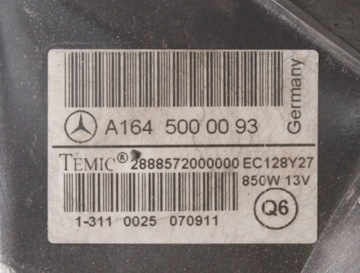 A164 500 00 93
Germany
TEMIC® 2888572000000 EC128Y27
850W 13V
1-311 0025 070911
Q6